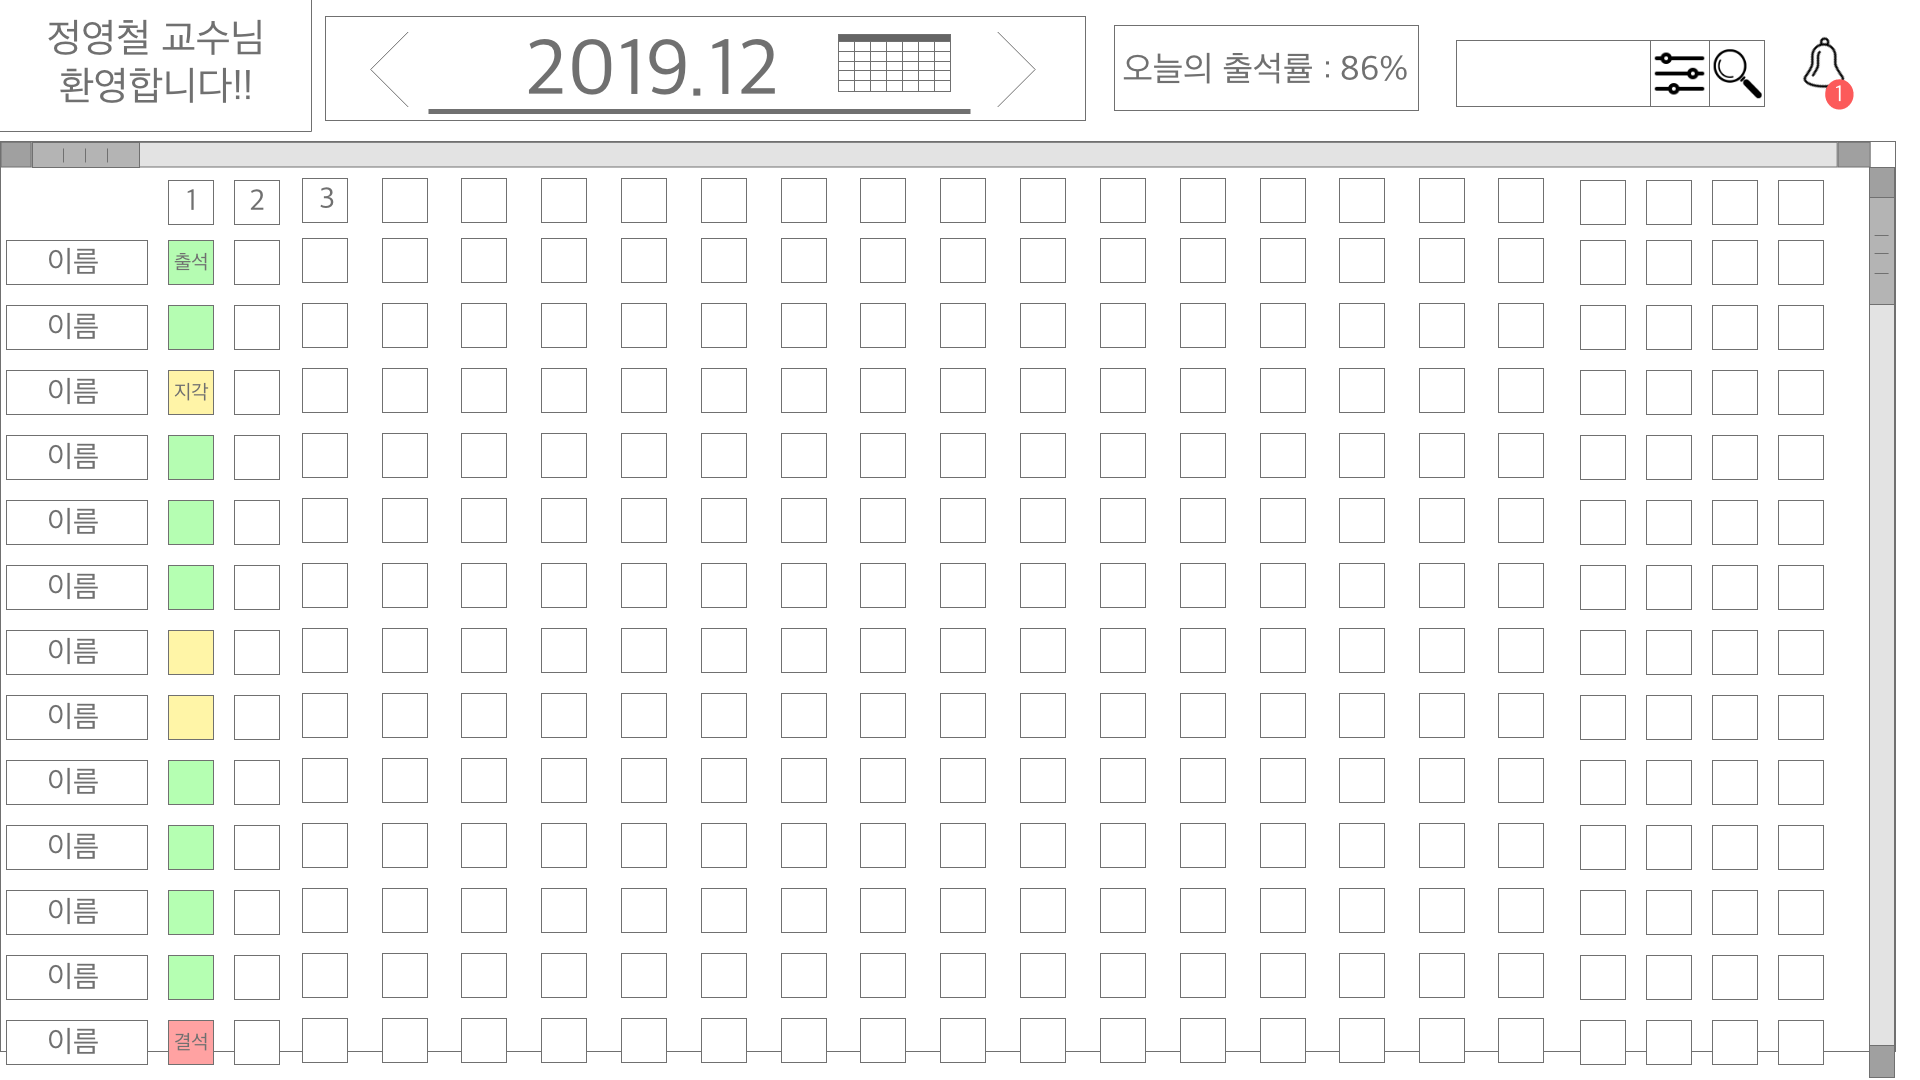 정영철 교수님
환영합니다!!
2019.12
오늘의 출석률 : 86%
1
1 2 3
이름 출석
이름
이름 지각
이름
이름
이름
이름
이름
이름
이름
이름
이름
이름 결석